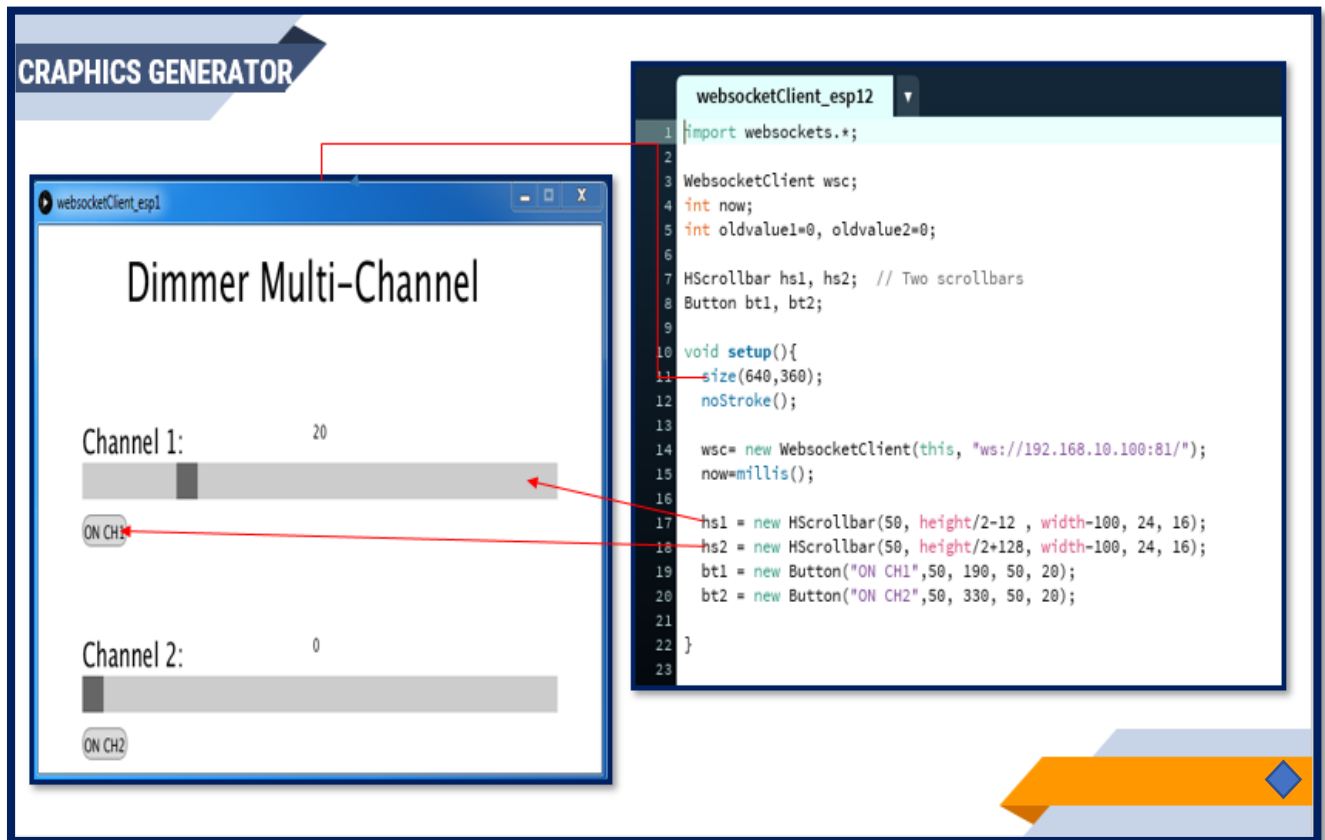 CRAPHICS GENERATOR
websocketClient_esp1
Dimmer Multi-Channel
Channel 1:
20
ON CH1
Channel 2:
0
ON CH2
websocketClient_esp12
1 import websockets.*;
2
3 WebsocketClient wsc;
4 int now;
5 int oldvalue1=0, oldvalue2=0;
6
7 HScrollbar hs1, hs2;  // Two scrollbars
8 Button bt1, bt2;
9
10 void setup(){
11   size(640,360);
12   noStroke();
13
14   wsc= new WebsocketClient(this, "ws://192.168.10.100:81/");
15   now=millis();
16
17   hs1 = new HScrollbar(50, height/2-12 , width-100, 24, 16);
18   hs2 = new HScrollbar(50, height/2+128, width-100, 24, 16);
19   bt1 = new Button("ON CH1",50, 190, 50, 20);
20   bt2 = new Button("ON CH2",50, 330, 50, 20);
21
22 }
23